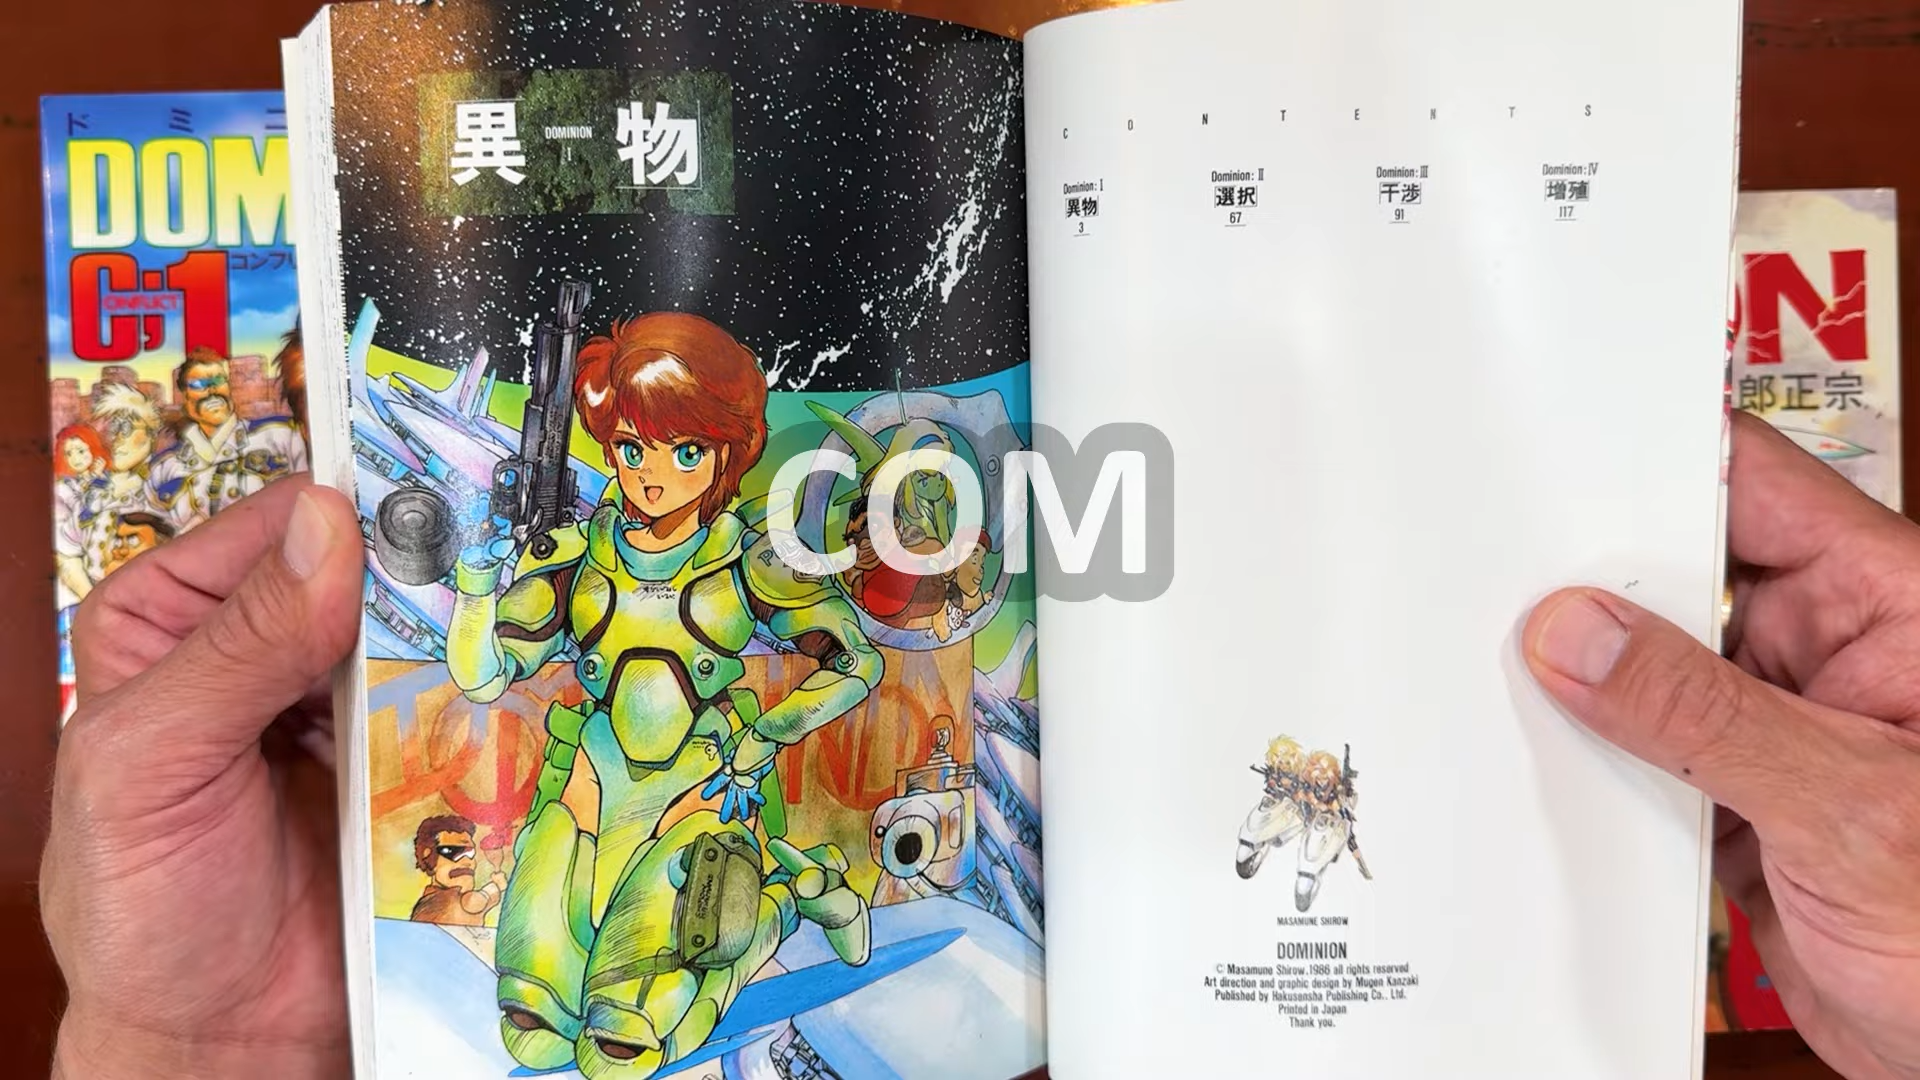 ドミニ
DOM
C;1
CONFLICT
コンフリ
異物
DOMINION
I
CONTENTS
Dominion: I
異物
3
Dominion: II
選択
67
Dominion: III
干渉
91
Dominion: IV
増殖
117
COM
ON
郎正宗
MASAMUNE SHIROW
DOMINION
© Masamune Shirow.1986 all rights reserved
Art direction and graphic design by Mugen Kanzaki
Published by Hakusensha Publishing Co., Ltd.
Printed in Japan
Thank you.